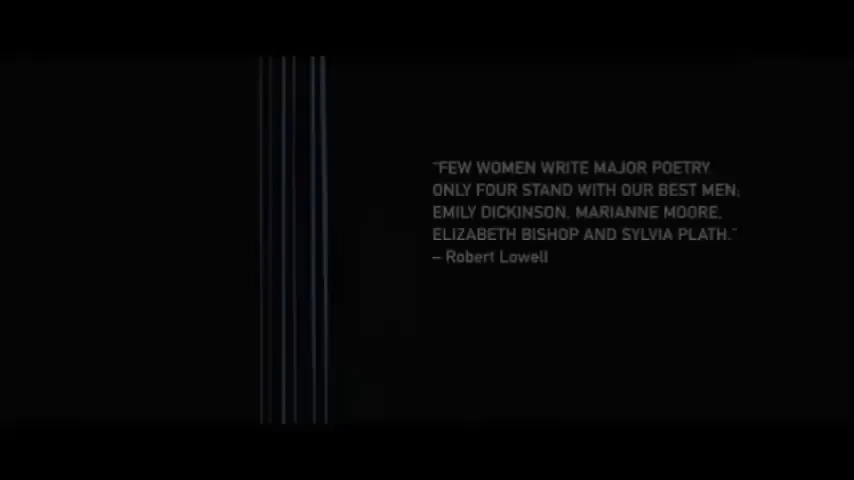 "FEW WOMEN WRITE MAJOR POETRY.
ONLY FOUR STAND WITH OUR BEST MEN:
EMILY DICKINSON, MARIANNE MOORE,
ELIZABETH BISHOP AND SYLVIA PLATH."
– Robert Lowell